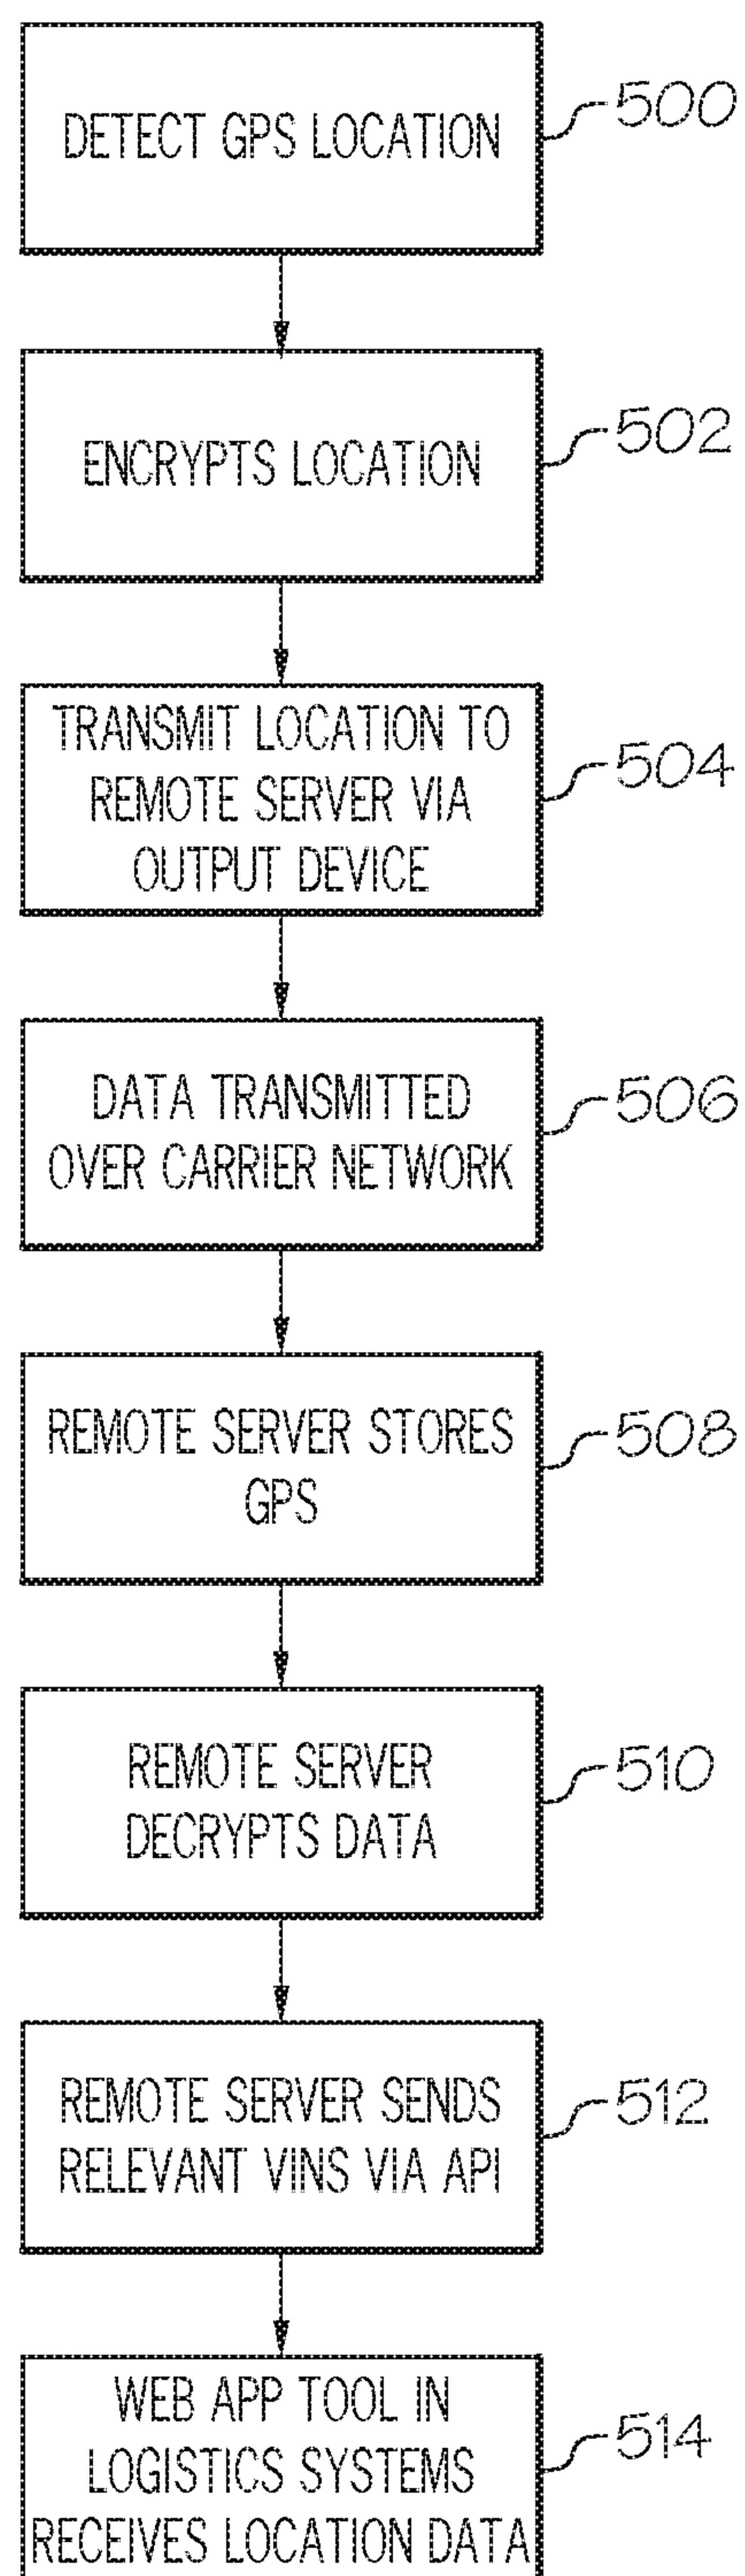 DETECT GPS LOCATION
500
ENCRYPTS LOCATION
502
TRANSMIT LOCATION TO
REMOTE SERVER VIA
OUTPUT DEVICE
504
DATA TRANSMITTED
OVER CARRIER NETWORK
506
REMOTE SERVER STORES
GPS
508
REMOTE SERVER
DECRYPTS DATA
510
REMOTE SERVER SENDS
RELEVANT VINS VIA API
512
WEB APP TOOL IN
LOGISTICS SYSTEMS
RECEIVES LOCATION DATA
514